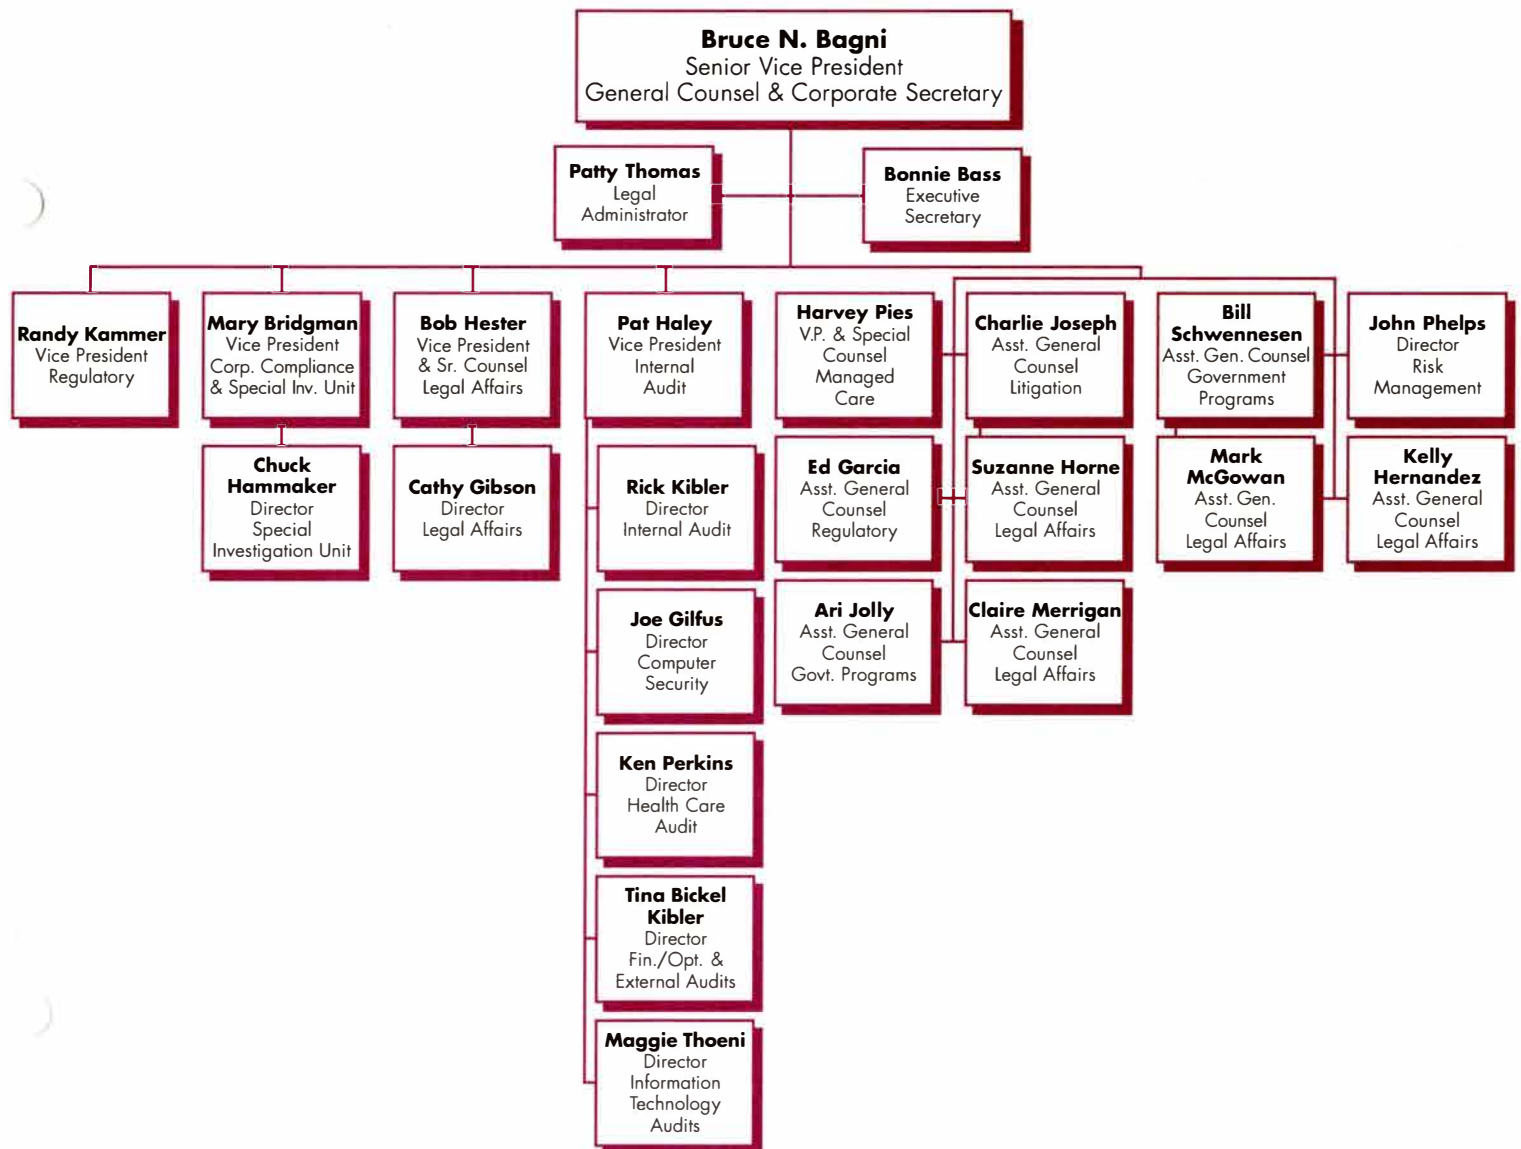 Bruce N. Bagni
Senior Vice President
General Counsel & Corporate Secretary
Patty Thomas
Legal
Administrator
Bonnie Bass
Executive
Secretary
Randy Kammer
Vice President
Regulatory
Mary Bridgman
Vice President
Corp. Compliance
& Special Inv. Unit
Bob Hester
Vice President
& Sr. Counsel
Legal Affairs
Pat Haley
Vice President
Internal
Audit
Harvey Pies
V.P. & Special
Counsel
Managed
Care
Charlie Joseph
Asst. General
Counsel
Litigation
Bill
Schwennesen
Asst. Gen. Counsel
Government
Programs
John Phelps
Director
Risk
Management
Chuck
Hammaker
Director
Special
Investigation Unit
Cathy Gibson
Director
Legal Affairs
Rick Kibler
Director
Internal Audit
Ed Garcia
Asst. General
Counsel
Regulatory
Suzanne Horne
Asst. General
Counsel
Legal Affairs
Mark
McGowan
Asst. Gen.
Counsel
Legal Affairs
Kelly
Hernandez
Asst. General
Counsel
Legal Affairs
Joe Gilfus
Director
Computer
Security
Ari Jolly
Asst. General
Counsel
Govt. Programs
Claire Merrigan
Asst. General
Counsel
Legal Affairs
Ken Perkins
Director
Health Care
Audit
Tina Bickel
Kibler
Director
Fin./Opt. &
External Audits
Maggie Thoeni
Director
Information
Technology
Audits